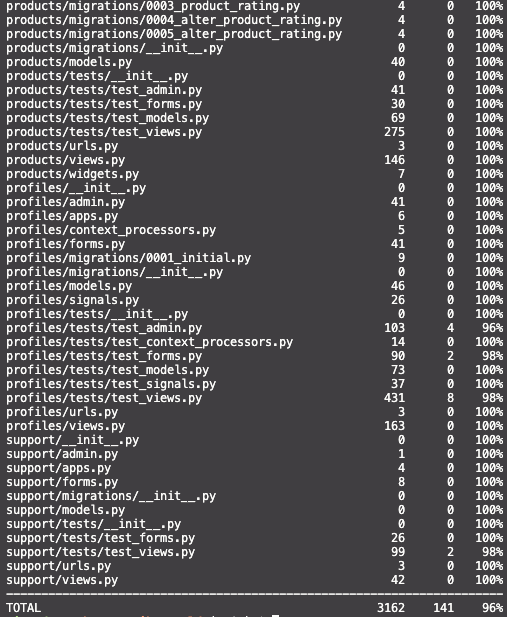 products/migrations/0003_product_rating.py 4 0 100%
products/migrations/0004_alter_product_rating.py 4 0 100%
products/migrations/0005_alter_product_rating.py 4 0 100%
products/migrations/__init__.py 0 0 100%
products/models.py 40 0 100%
products/tests/__init__.py 0 0 100%
products/tests/test_admin.py 41 0 100%
products/tests/test_forms.py 30 0 100%
products/tests/test_models.py 69 0 100%
products/tests/test_views.py 275 0 100%
products/urls.py 3 0 100%
products/views.py 146 0 100%
products/widgets.py 7 0 100%
profiles/__init__.py 0 0 100%
profiles/admin.py 41 0 100%
profiles/apps.py 6 0 100%
profiles/context_processors.py 5 0 100%
profiles/forms.py 41 0 100%
profiles/migrations/0001_initial.py 9 0 100%
profiles/migrations/__init__.py 0 0 100%
profiles/models.py 46 0 100%
profiles/signals.py 26 0 100%
profiles/tests/__init__.py 0 0 100%
profiles/tests/test_admin.py 103 4 96%
profiles/tests/test_context_processors.py 14 0 100%
profiles/tests/test_forms.py 90 2 98%
profiles/tests/test_models.py 73 0 100%
profiles/tests/test_signals.py 37 0 100%
profiles/tests/test_views.py 431 8 98%
profiles/urls.py 3 0 100%
profiles/views.py 163 0 100%
support/__init__.py 0 0 100%
support/admin.py 1 0 100%
support/apps.py 4 0 100%
support/forms.py 8 0 100%
support/migrations/__init__.py 0 0 100%
support/models.py 0 0 100%
support/tests/__init__.py 0 0 100%
support/tests/test_forms.py 26 0 100%
support/tests/test_views.py 99 2 98%
support/urls.py 3 0 100%
support/views.py 42 0 100%
TOTAL 3162 141 96%